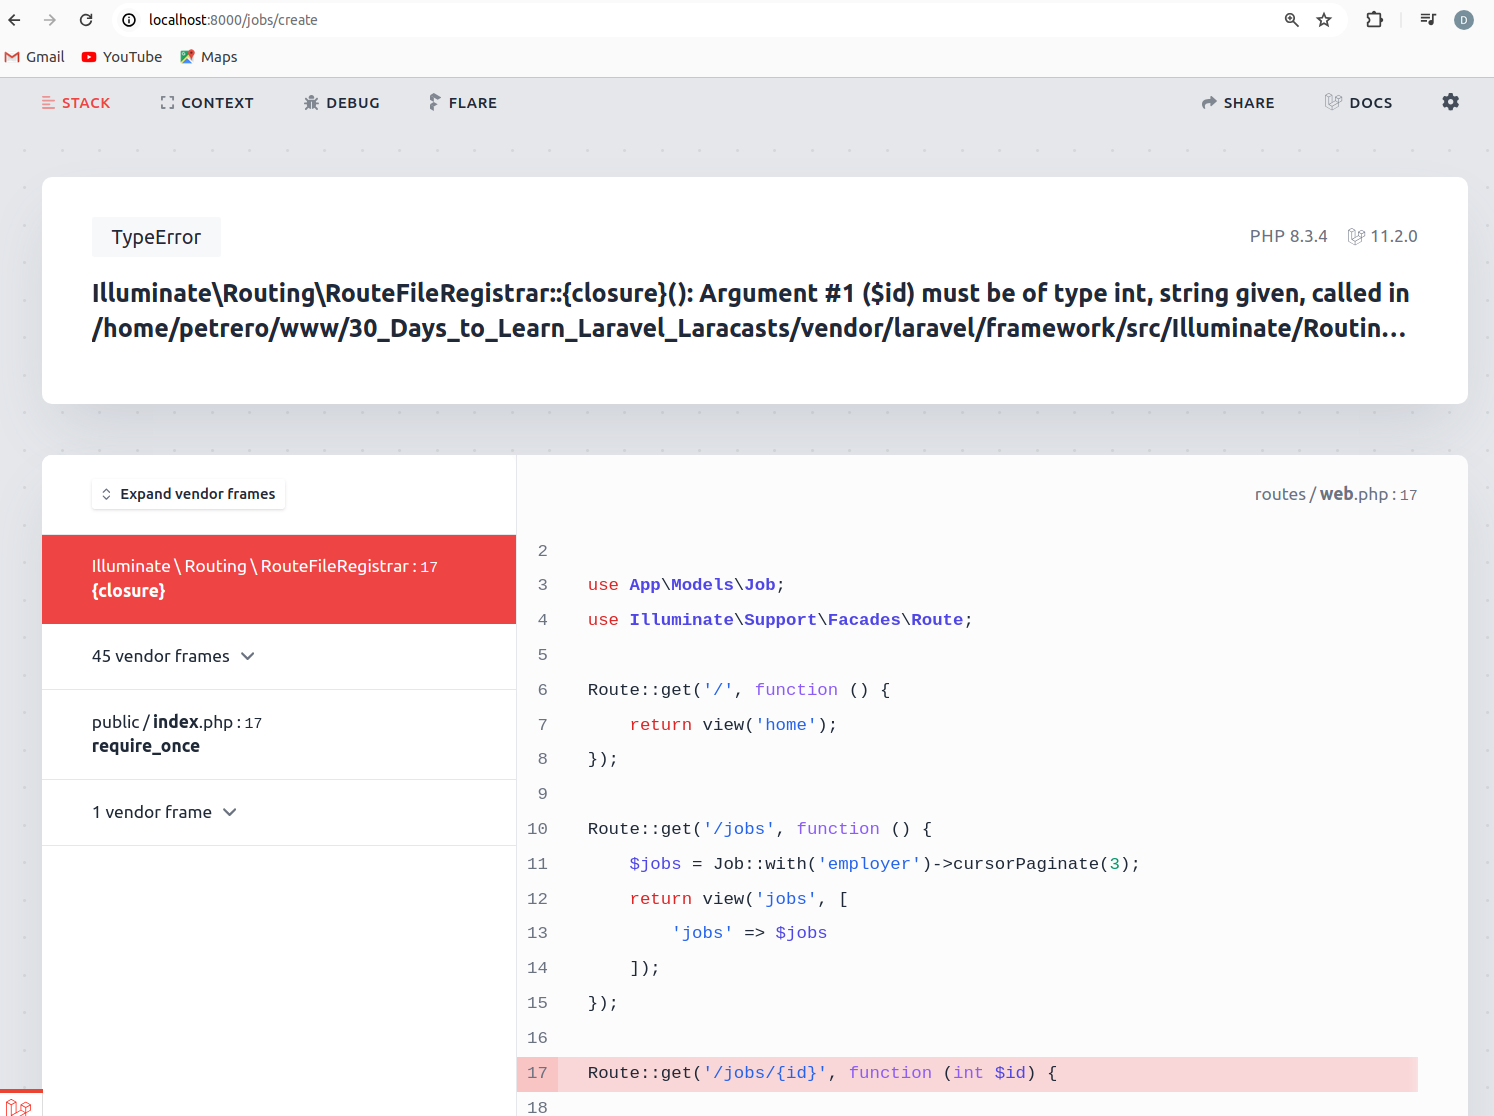 localhost:8000/jobs/create
D
Gmail YouTube Maps
STACK CONTEXT DEBUG FLARE SHARE DOCS
TypeError
PHP 8.3.4 11.2.0
Illuminate\Routing\RouteFileRegistrar::{closure}(): Argument #1 ($id) must be of type int, string given, called in
/home/petrero/www/30_Days_to_Learn_Laravel_Laracasts/vendor/laravel/framework/src/Illuminate/Routin...
Expand vendor frames
Illuminate \ Routing \ RouteFileRegistrar : 17
{closure}
45 vendor frames
public / index.php : 17
require_once
1 vendor frame
routes / web.php : 17
2
3 use App\Models\Job;
4 use Illuminate\Support\Facades\Route;
5
6 Route::get('/', function () {
7     return view('home');
8 });
9
10 Route::get('/jobs', function () {
11     $jobs = Job::with('employer')->cursorPaginate(3);
12     return view('jobs', [
13         'jobs' => $jobs
14     ]);
15 });
16
17 Route::get('/jobs/{id}', function (int $id) {
18